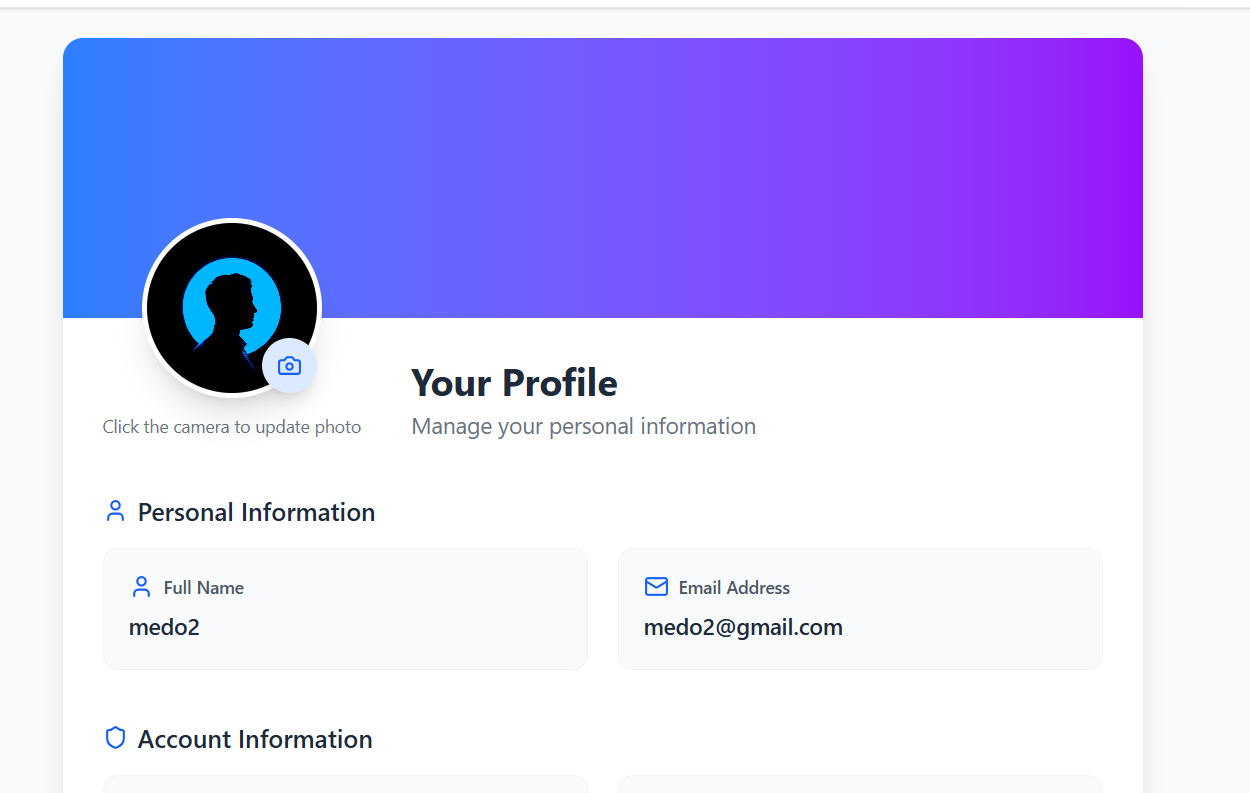 Your Profile
Manage your personal information
Click the camera to update photo
Personal Information
Full Name
medo2
Email Address
medo2@gmail.com
Account Information